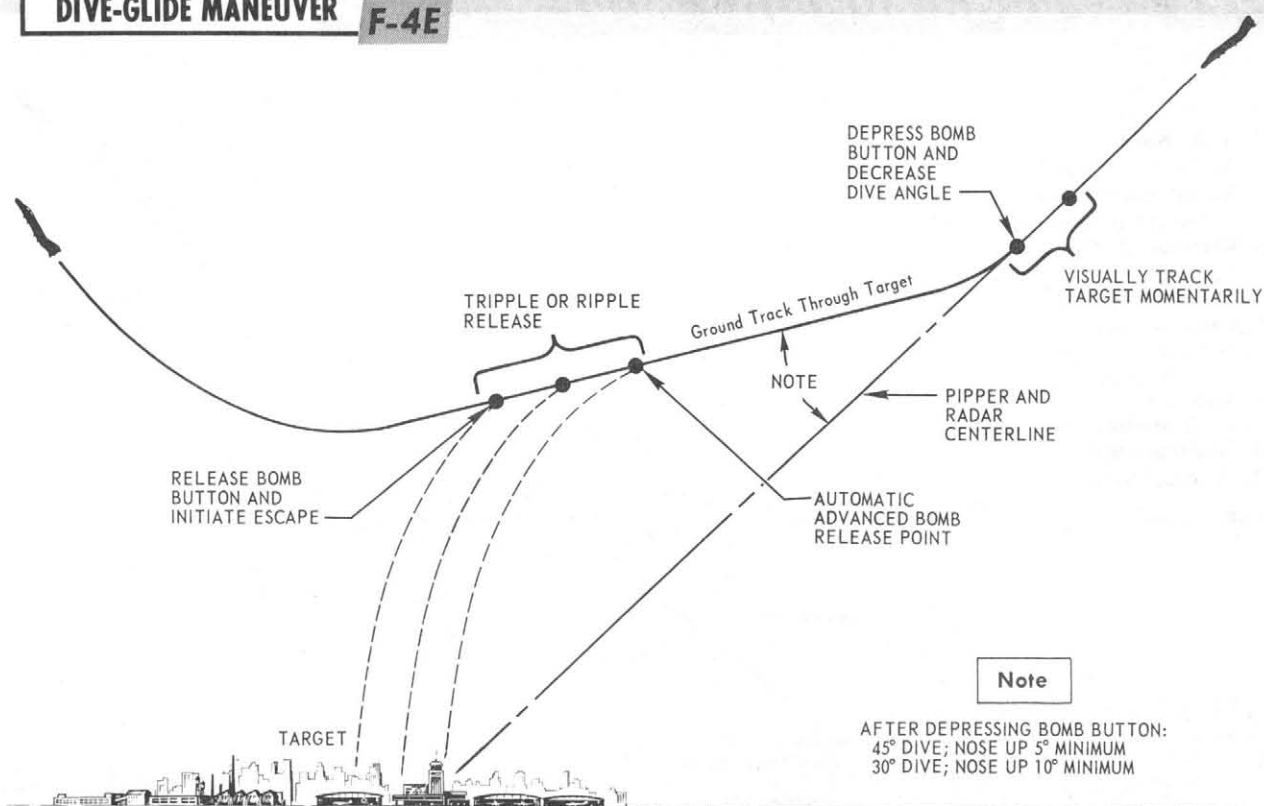 DIVE-GLIDE MANEUVER
F-4E
DEPRESS BOMB
BUTTON AND
DECREASE
DIVE ANGLE
VISUALLY TRACK
TARGET MOMENTARILY
TRIPPLE OR RIPPLE
RELEASE
Ground Track Through Target
NOTE
PIPPER AND
RADAR
CENTERLINE
RELEASE BOMB
BUTTON AND
INITIATE ESCAPE
AUTOMATIC
ADVANCED BOMB
RELEASE POINT
TARGET
Note
AFTER DEPRESSING BOMB BUTTON:
45° DIVE; NOSE UP 5° MINIMUM
30° DIVE; NOSE UP 10° MINIMUM